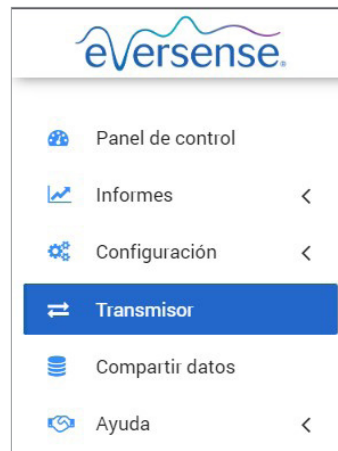 eversense®
Panel de control
Informes
Configuración
Transmisor
Compartir datos
Ayuda